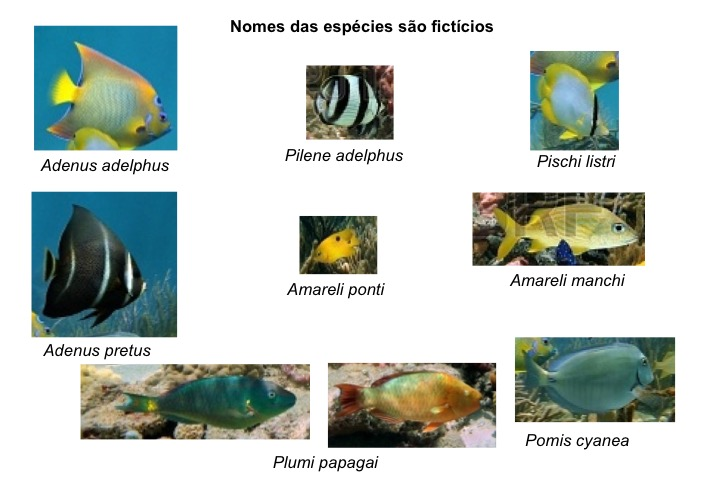 Nomes das espécies são fictícios
Adenus adelphus
Pilene adelphus
Pischi listri
Adenus pretus
Amareli ponti
Amareli manchi
Plumi papagai
Pomis cyanea